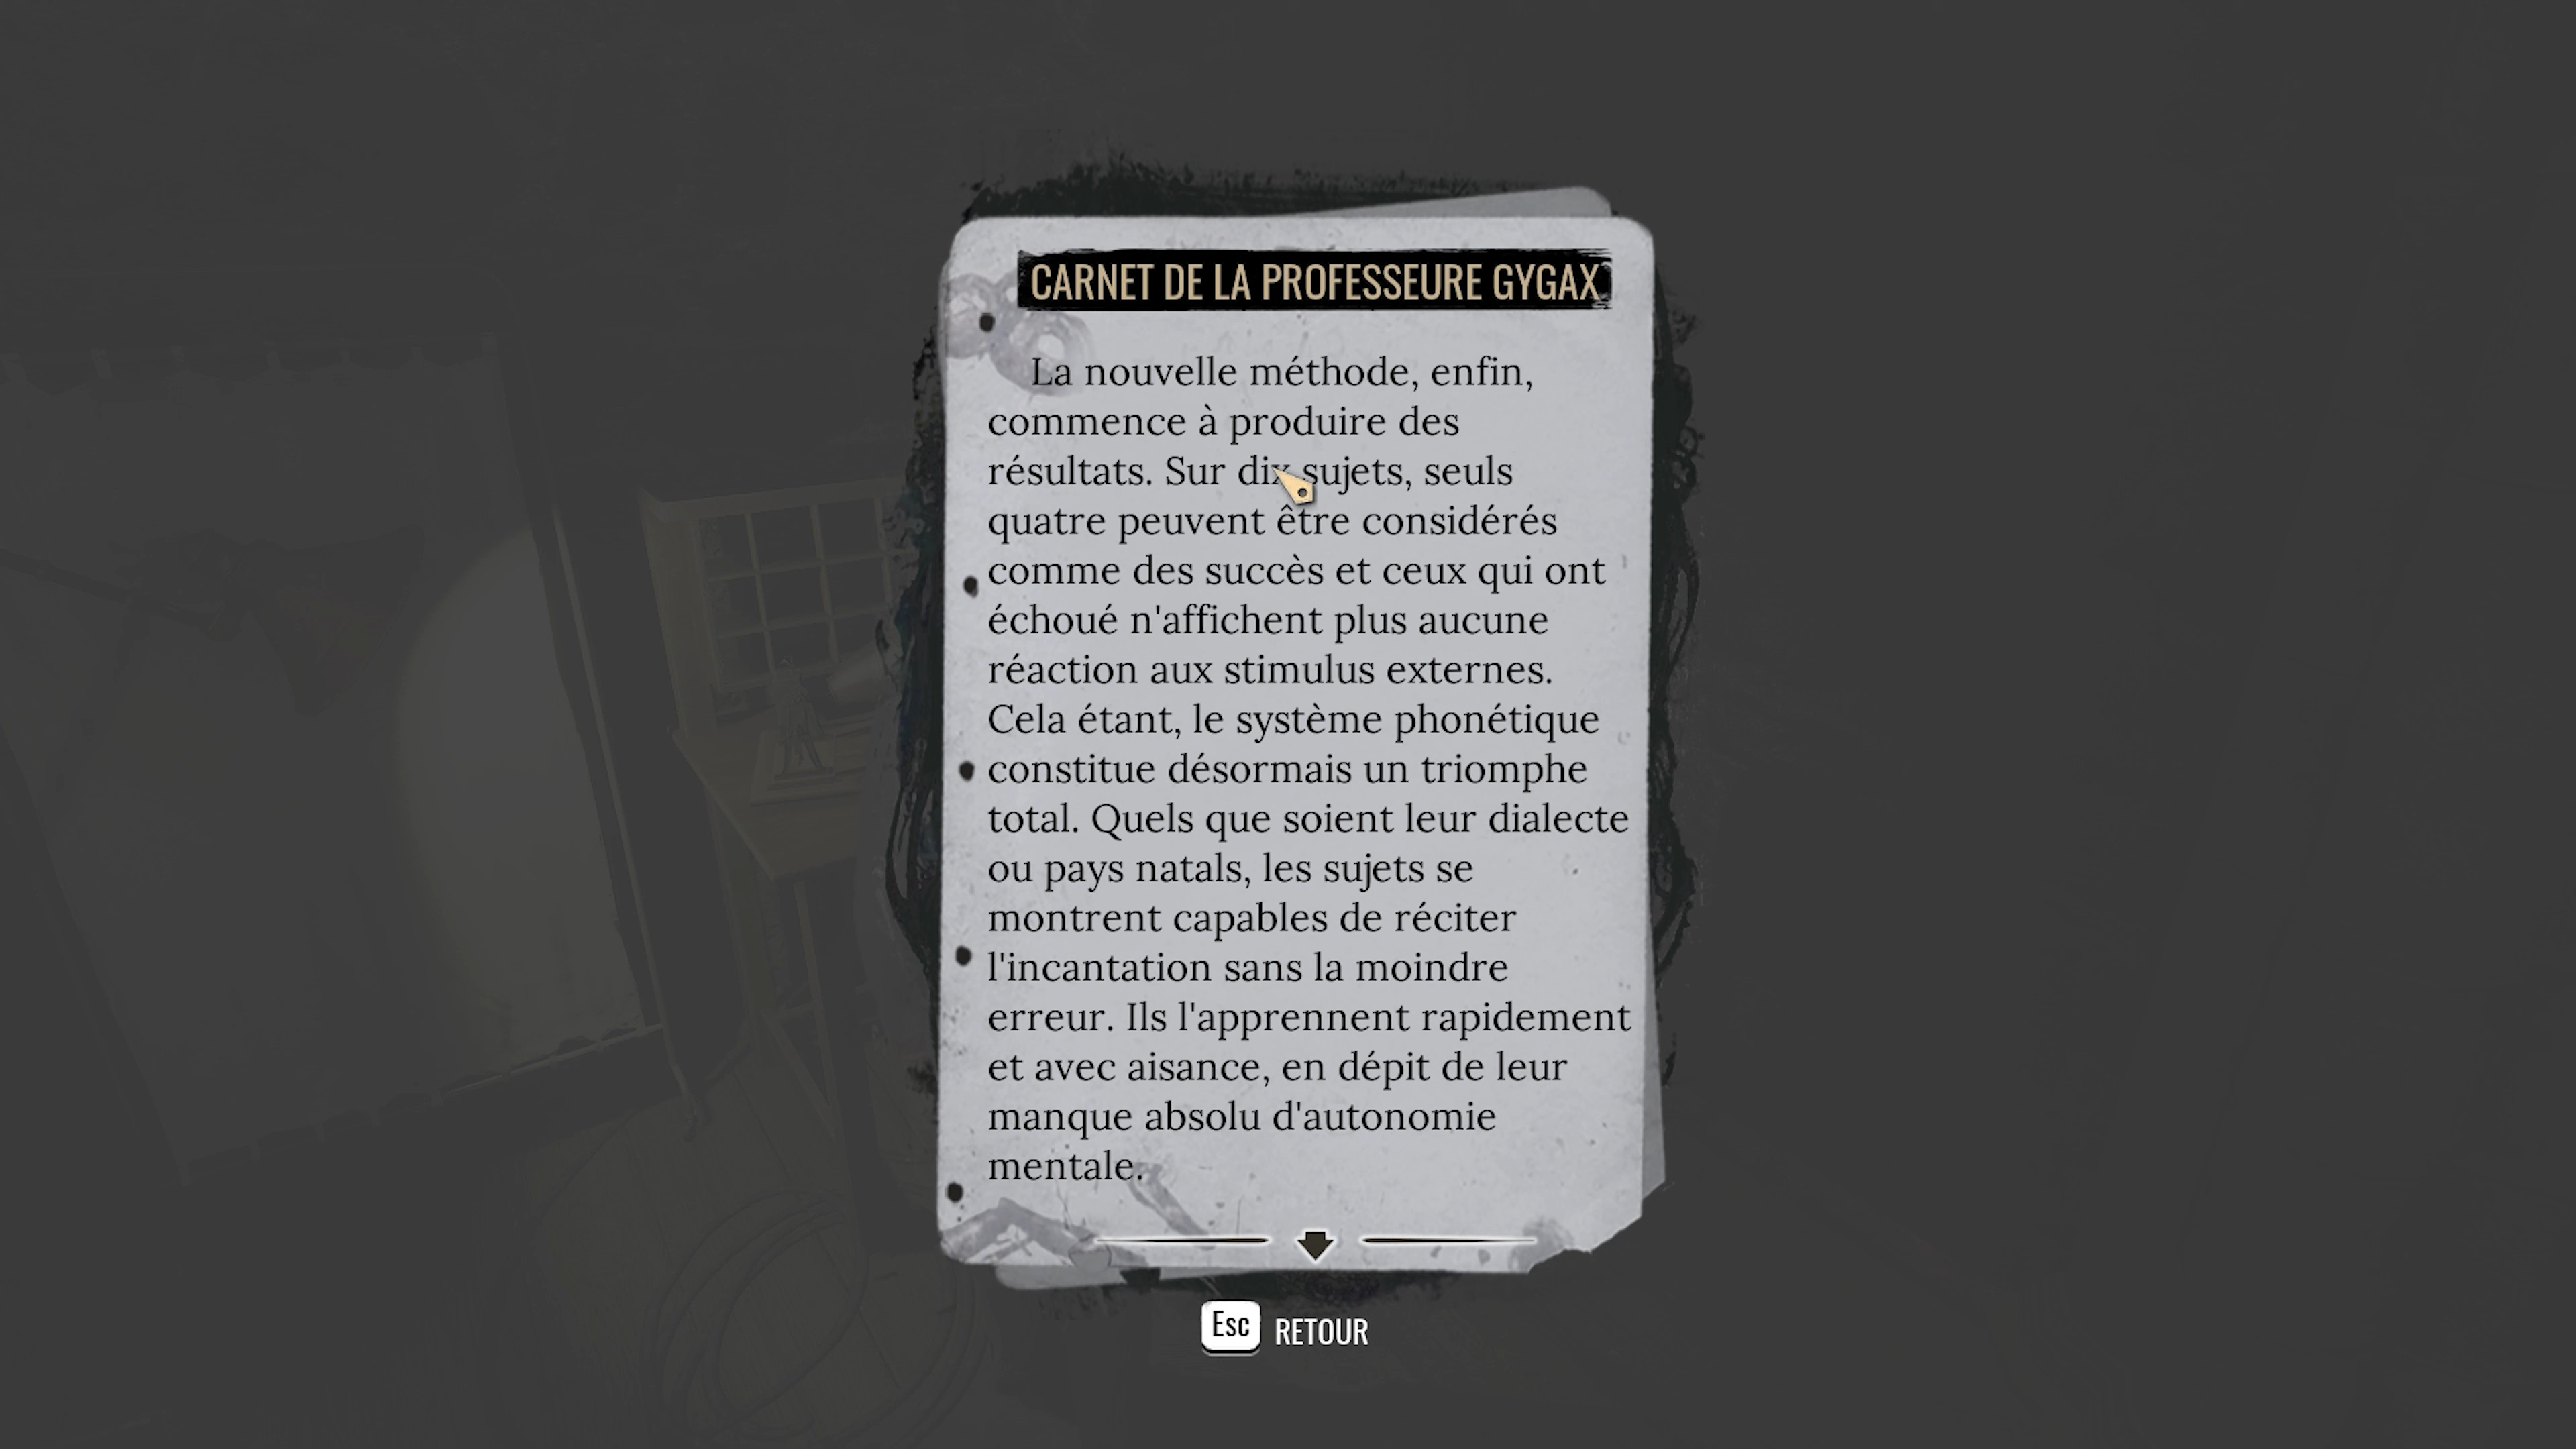 CARNET DE LA PROFESSEURE GYGAX
La nouvelle méthode, enfin,
commence à produire des
résultats. Sur dix sujets, seuls
quatre peuvent être considérés
comme des succès et ceux qui ont
échoué n'affichent plus aucune
réaction aux stimulus externes.
Cela étant, le système phonétique
constitue désormais un triomphe
total. Quels que soient leur dialecte
ou pays natals, les sujets se
montrent capables de réciter
l'incantation sans la moindre
erreur. Ils l'apprennent rapidement
et avec aisance, en dépit de leur
manque absolu d'autonomie
mentale.
Esc RETOUR